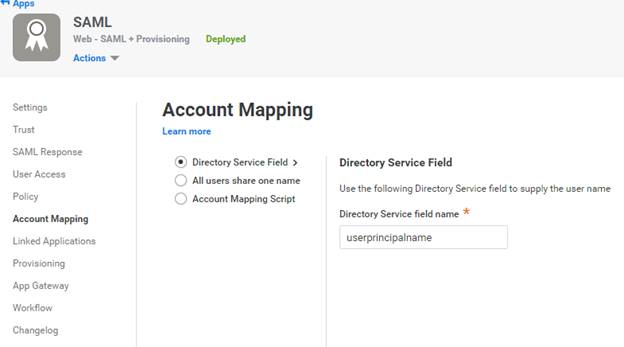 Apps
SAML
Web - SAML + Provisioning Deployed
Actions
Settings
Trust
SAML Response
User Access
Policy
Account Mapping
Linked Applications
Provisioning
App Gateway
Workflow
Changelog
Account Mapping
Learn more
Directory Service Field >
All users share one name
Account Mapping Script
Directory Service Field
Use the following Directory Service field to supply the user name
Directory Service field name *
userprincipalname